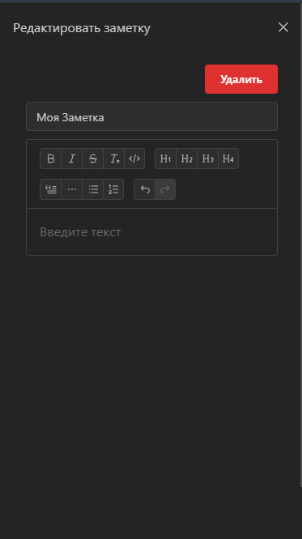 Редактировать заметку
Удалить
Моя Заметка
B I S Tx </> H1 H2 H3 H4
Введите текст